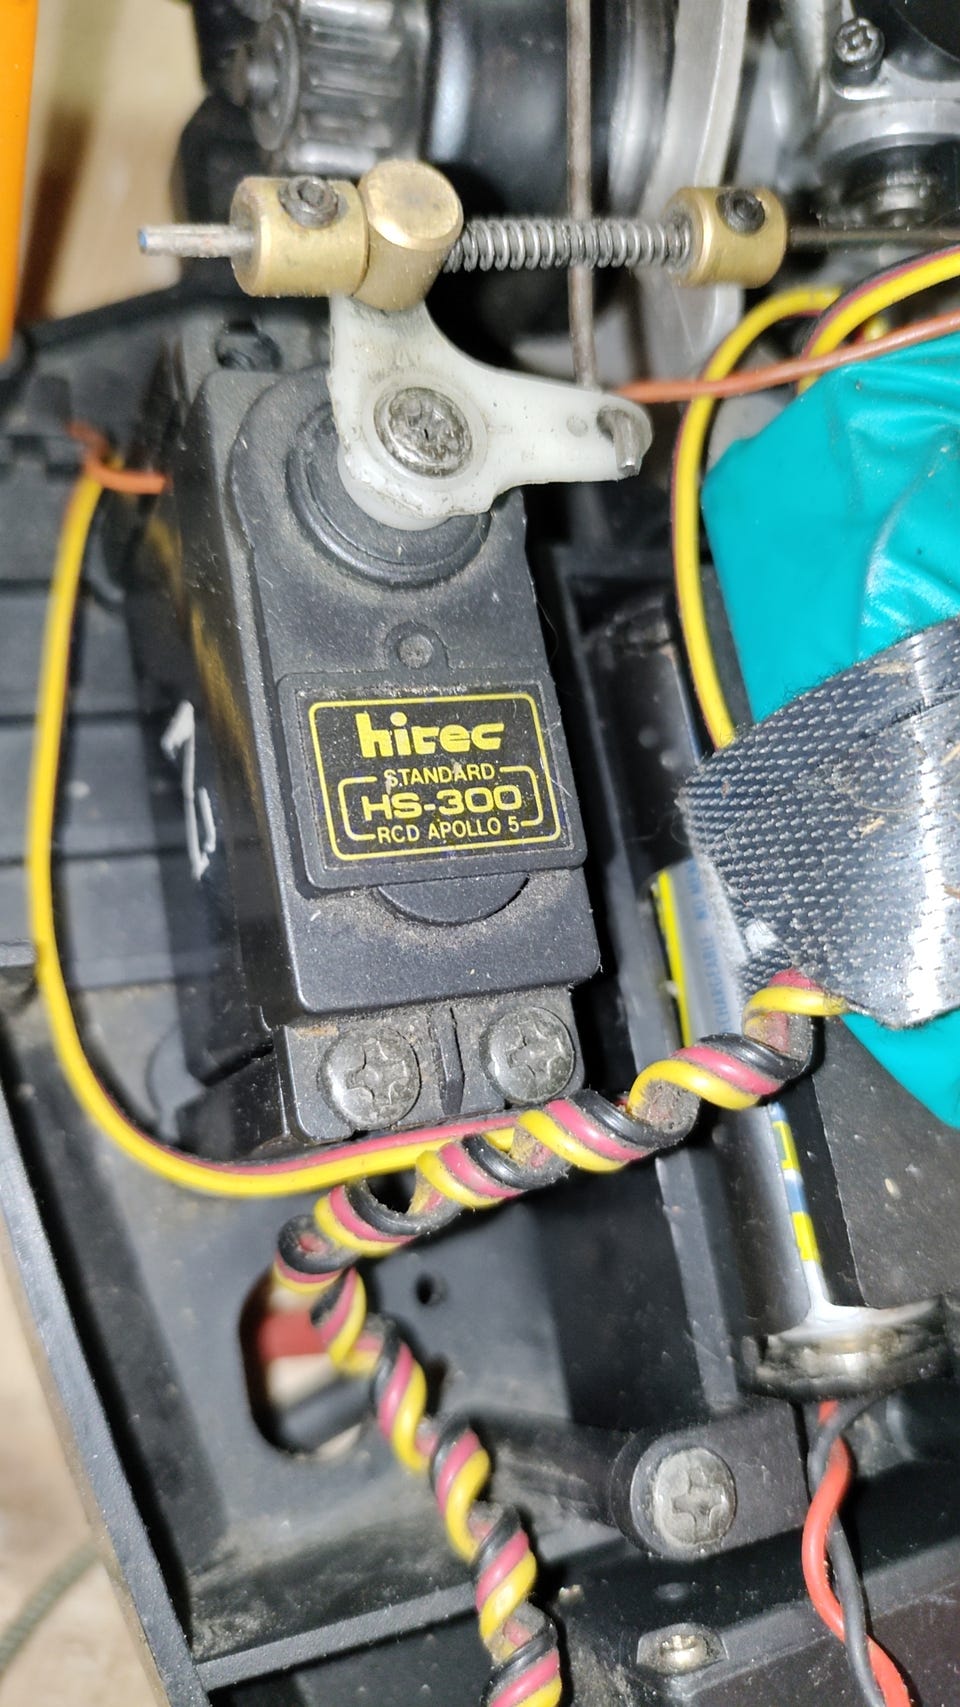 hitec
STANDARD
HS-300
RCD APOLLO 5